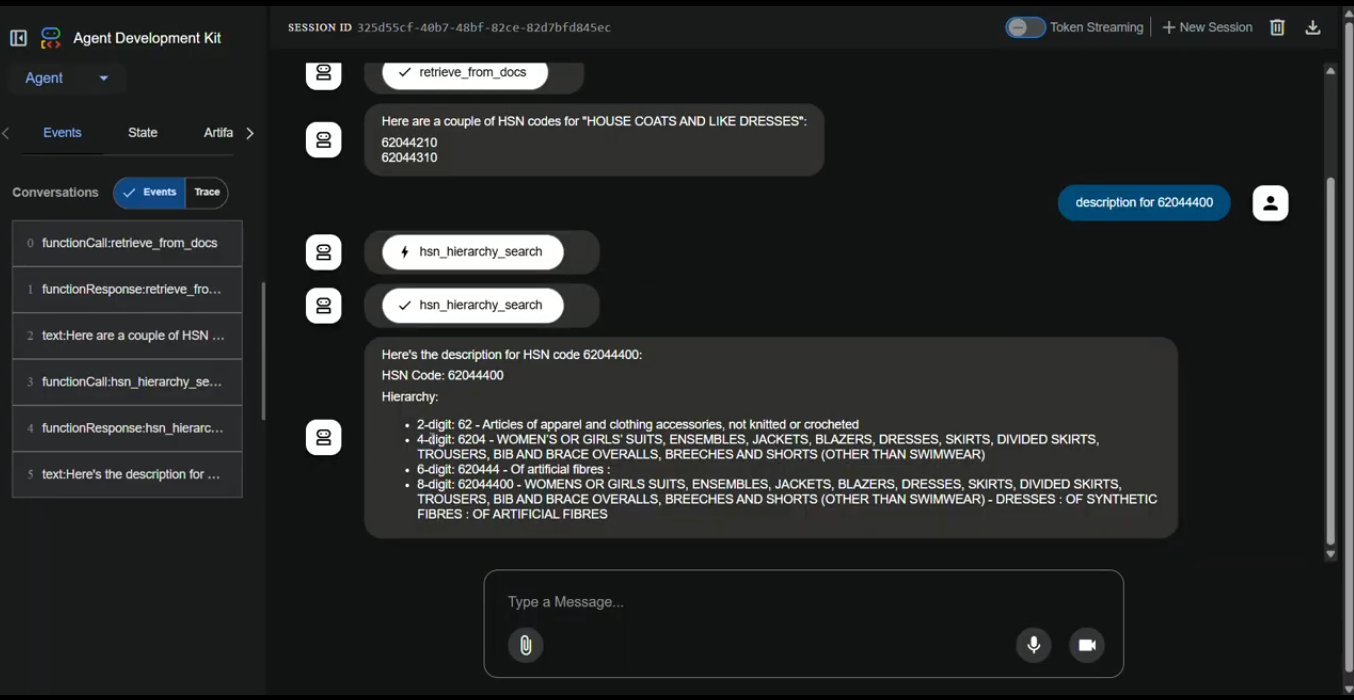 Agent Development Kit
SESSION ID 325d55cf-40b7-48bf-82ce-82d7bfd845ec
Token Streaming
New Session
Agent
Events
State
Artifa
Conversations
Events
Trace
0 functionCall:retrieve_from_docs
1 functionResponse:retrieve_fro...
2 text:Here are a couple of HSN ...
3 functionCall:hsn_hierarchy_se...
4 functionResponse:hsn_hierarc...
5 text:Here's the description for ...
retrieve_from_docs
Here are a couple of HSN codes for "HOUSE COATS AND LIKE DRESSES":
62044210
62044310
description for 62044400
hsn_hierarchy_search
hsn_hierarchy_search
Here's the description for HSN code 62044400:
HSN Code: 62044400
Hierarchy:
• 2-digit: 62 - Articles of apparel and clothing accessories, not knitted or crocheted
• 4-digit: 6204 - WOMEN'S OR GIRLS' SUITS, ENSEMBLES, JACKETS, BLAZERS, DRESSES, SKIRTS, DIVIDED SKIRTS,
TROUSERS, BIB AND BRACE OVERALLS, BREECHES AND SHORTS (OTHER THAN SWIMWEAR)
• 6-digit: 620444 - Of artificial fibres :
• 8-digit: 62044400 - WOMENS OR GIRLS SUITS, ENSEMBLES, JACKETS, BLAZERS, DRESSES, SKIRTS, DIVIDED SKIRTS,
TROUSERS, BIB AND BRACE OVERALLS, BREECHES AND SHORTS (OTHER THAN SWIMWEAR) - DRESSES : OF SYNTHETIC
FIBRES : OF ARTIFICIAL FIBRES
Type a Message...